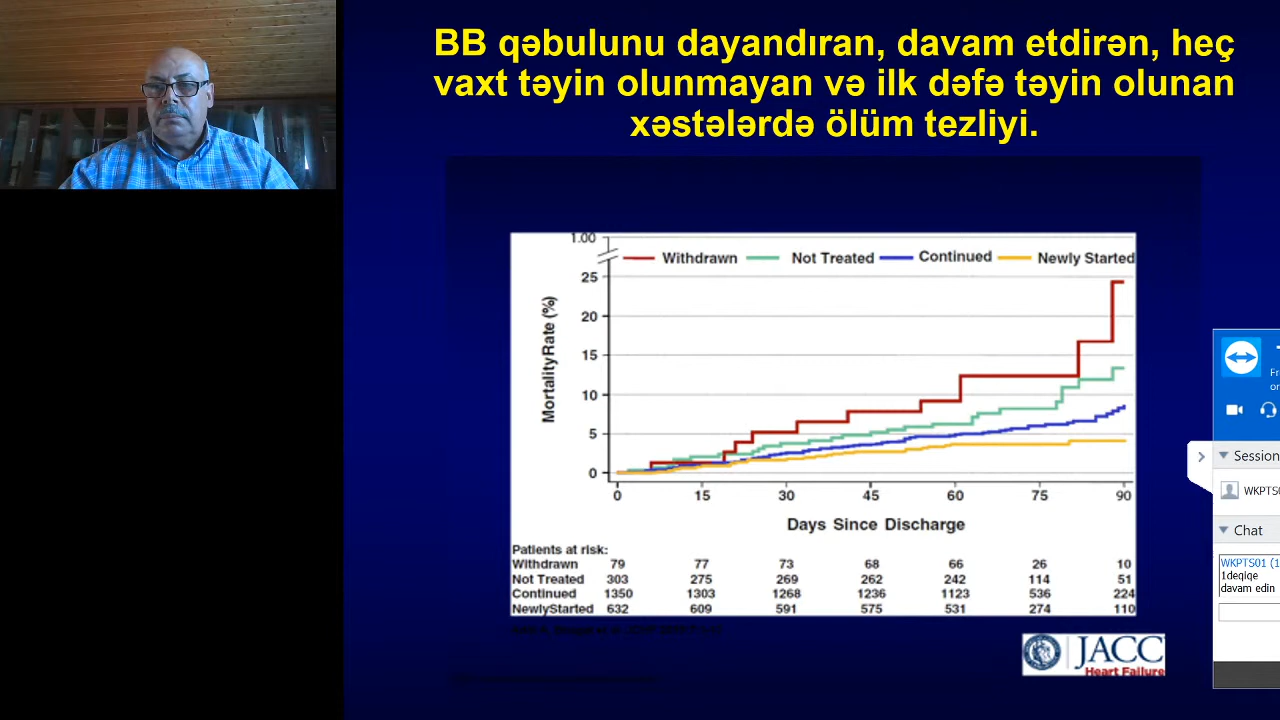 BB qəbulunu dayandıran, davam etdirən, heç
vaxt təyin olunmayan və ilk dəfə təyin olunan
xəstələrdə ölüm tezliyi.
1.00
Withdrawn Not Treated Continued Newly Started
25
20
15
10
5
0
MortalityRate (%)
0 15 30 45 60 75 90
Days Since Discharge
Patients at risk:
Withdrawn 79 77 73 68 66 26 10
Not Treated 303 275 269 262 242 114 51
Continued 1350 1303 1268 1236 1123 536 224
NewlyStarted 632 609 591 575 531 274 110
JACC
Heart Failure
Session
WKPTS0
Chat
WKPTS01 (1
1deqiqe
davam edin